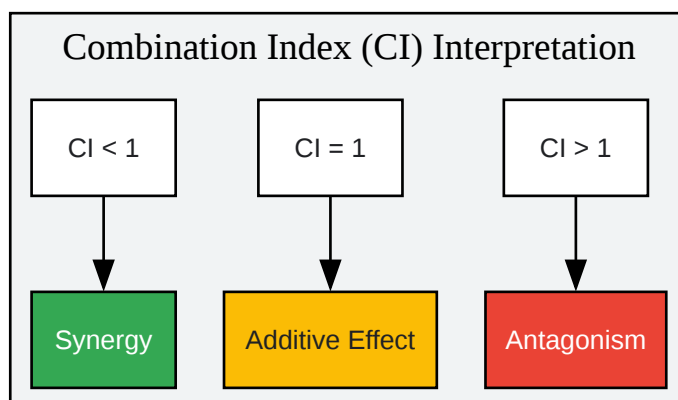 Combination Index (CI) Interpretation
CI < 1
CI = 1
CI > 1
Synergy
Additive Effect
Antagonism